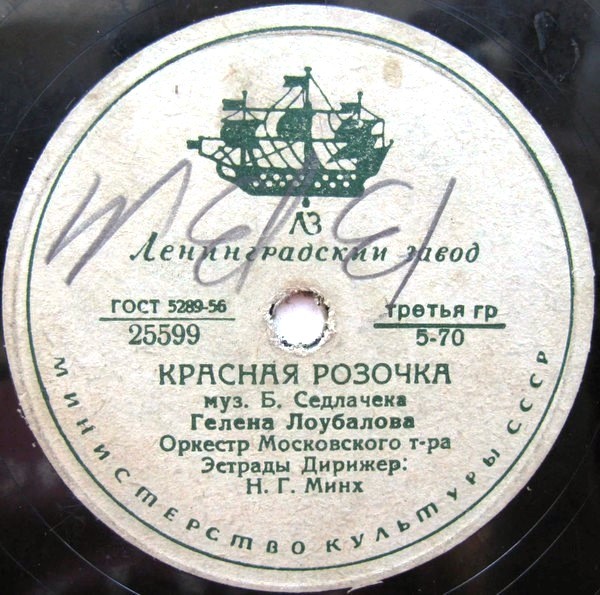 ЛЗ
Ленинградский завод
ГОСТ 5289-56
25599
третья гр
5-70
КРАСНАЯ РОЗОЧКА
муз. Б. Седлачека
Гелена Лоубалова
Оркестр Московского т-ра
Эстрады Дирижер:
Н. Г. Минх
МИНИСТЕРСТВО КУЛЬТУРЫ СССР